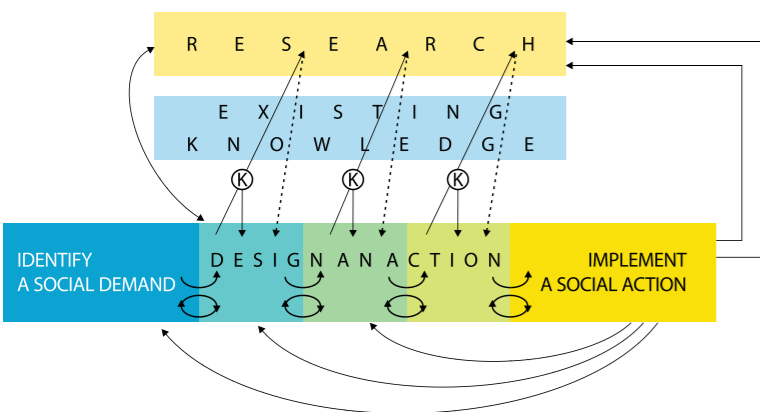 R E S E A R C H
E X I S T I N G
K N O W L E D G E
K K K
IDENTIFY
A SOCIAL DEMAND
D E S I G N A N A C T I O N
IMPLEMENT
A SOCIAL ACTION